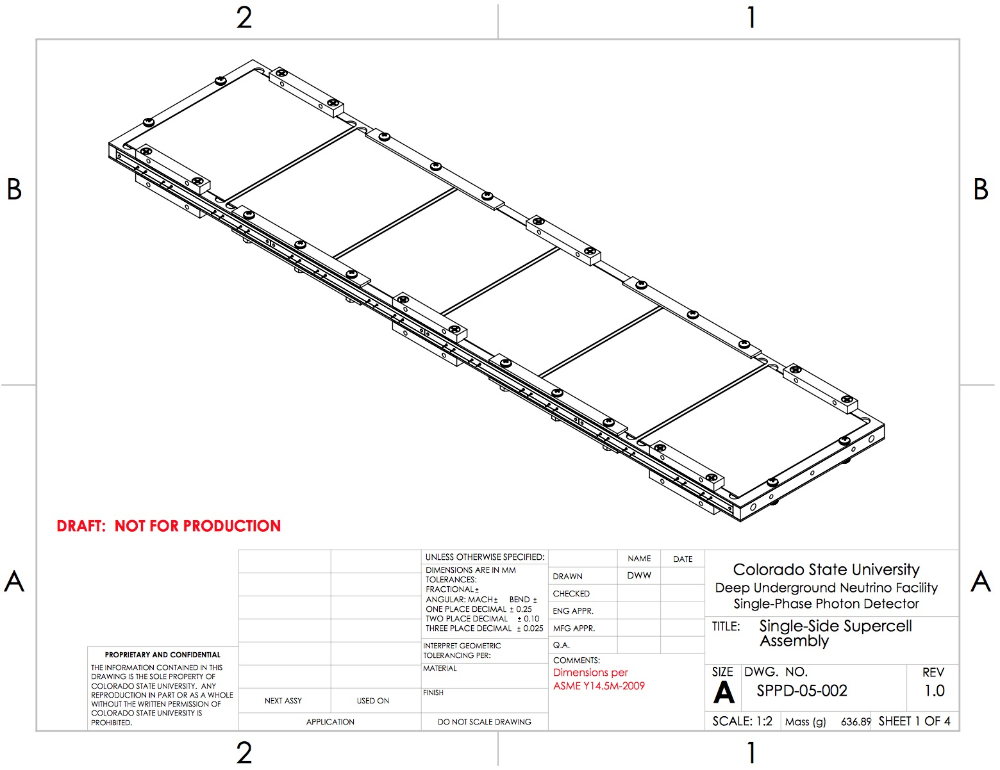 2 1
B B
DRAFT: NOT FOR PRODUCTION
A A
UNLESS OTHERWISE SPECIFIED:
DIMENSIONS ARE IN MM
TOLERANCES:
FRACTIONAL ±
ANGULAR: MACH ± BEND ±
ONE PLACE DECIMAL ± 0.25
TWO PLACE DECIMAL ± 0.10
THREE PLACE DECIMAL ± 0.025
INTERPRET GEOMETRIC
TOLERANCING PER:
MATERIAL
FINISH
DO NOT SCALE DRAWING
NAME DATE
DRAWN DWW
CHECKED
ENG APPR.
MFG APPR.
Q.A.
COMMENTS:
Dimensions per
ASME Y14.5M-2009
Colorado State University
Deep Underground Neutrino Facility
Single-Phase Photon Detector
TITLE: Single-Side Supercell
Assembly
SIZE DWG. NO. REV
A SPPD-05-002 1.0
SCALE: 1:2 Mass (g) 636.89 SHEET 1 OF 4
PROPRIETARY AND CONFIDENTIAL
THE INFORMATION CONTAINED IN THIS
DRAWING IS THE SOLE PROPERTY OF
COLORADO STATE UNIVERSITY. ANY
REPRODUCTION IN PART OR AS A WHOLE
WITHOUT THE WRITTEN PERMISSION OF
COLORADO STATE UNIVERSITY IS
PROHIBITED.
NEXT ASSY USED ON
APPLICATION
2 1